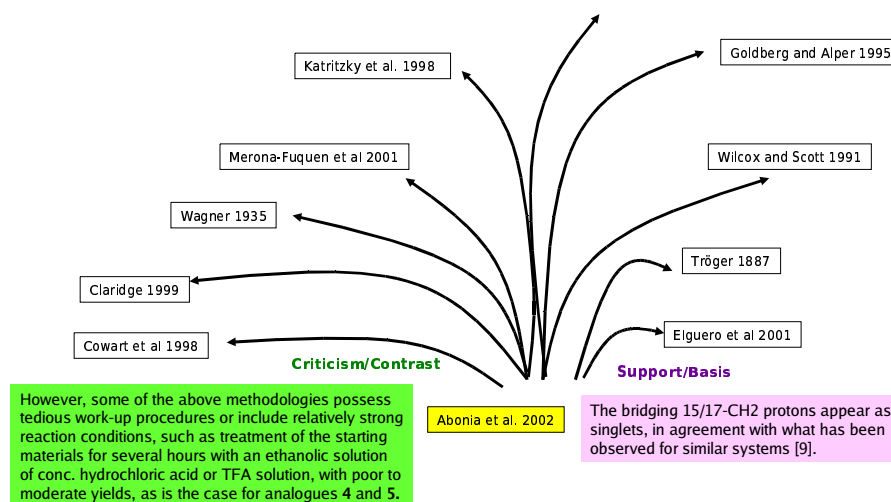 Goldberg and Alper 1995
Katritzky et al. 1998
Merona-Fuquen et al 2001
Wilcox and Scott 1991
Wagner 1935
Tröger 1887
Claridge 1999
Elguero et al 2001
Cowart et al 1998
Criticism/Contrast
Support/Basis
However, some of the above methodologies possess
tedious work-up procedures or include relatively strong
reaction conditions, such as treatment of the starting
materials for several hours with an ethanolic solution
of conc. hydrochloric acid or TFA solution, with poor to
moderate yields, as is the case for analogues 4 and 5.
Abonia et al. 2002
The bridging 15/17-CH2 protons appear as
singlets, in agreement with what has been
observed for similar systems [9].